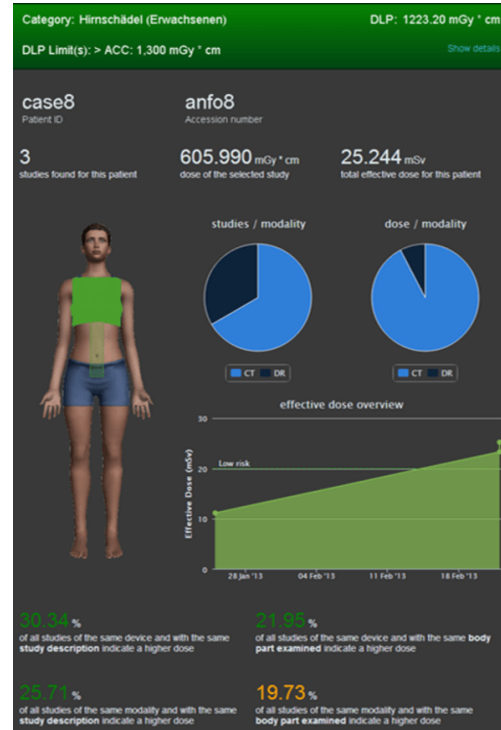 Category: Hirnschädel (Erwachsenen) DLP: 1223.20 mGy * cm
DLP Limit(s): > ACC: 1,300 mGy * cm Show details
case8 anfo8
Patient ID Accession number
3 605.990 mGy * cm 25.244 mSv
studies found for this patient dose of the selected study total effective dose for this patient
studies / modality dose / modality
CT DR CT DR
effective dose overview
30
Low risk
20
10
0
Effective Dose (mSv)
28 Jan '13 04 Feb '13 11 Feb '13 18 Feb '13
30.34 % 21.95 %
of all studies of the same device and with the same of all studies of the same device and with the same body
study description indicate a higher dose part examined indicate a higher dose
25.71 % 19.73 %
of all studies of the same modality and with the same of all studies of the same modality and with the same
study description indicate a higher dose body part examined indicate a higher dose